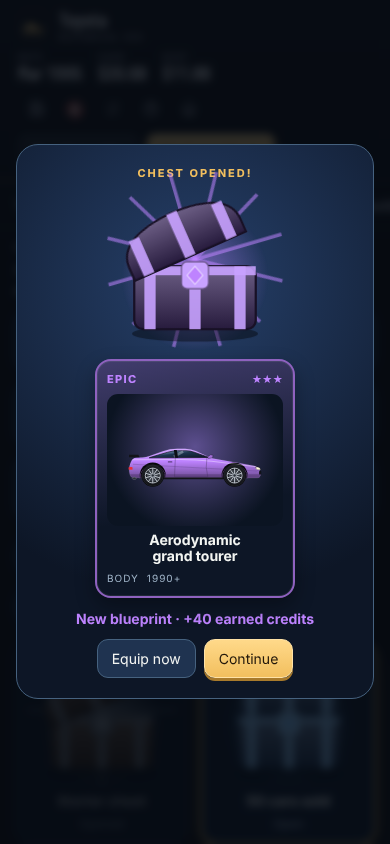 CHEST OPENED!
EPIC ★★★
Aerodynamic
grand tourer
BODY 1990+
New blueprint · +40 earned credits
Equip now Continue